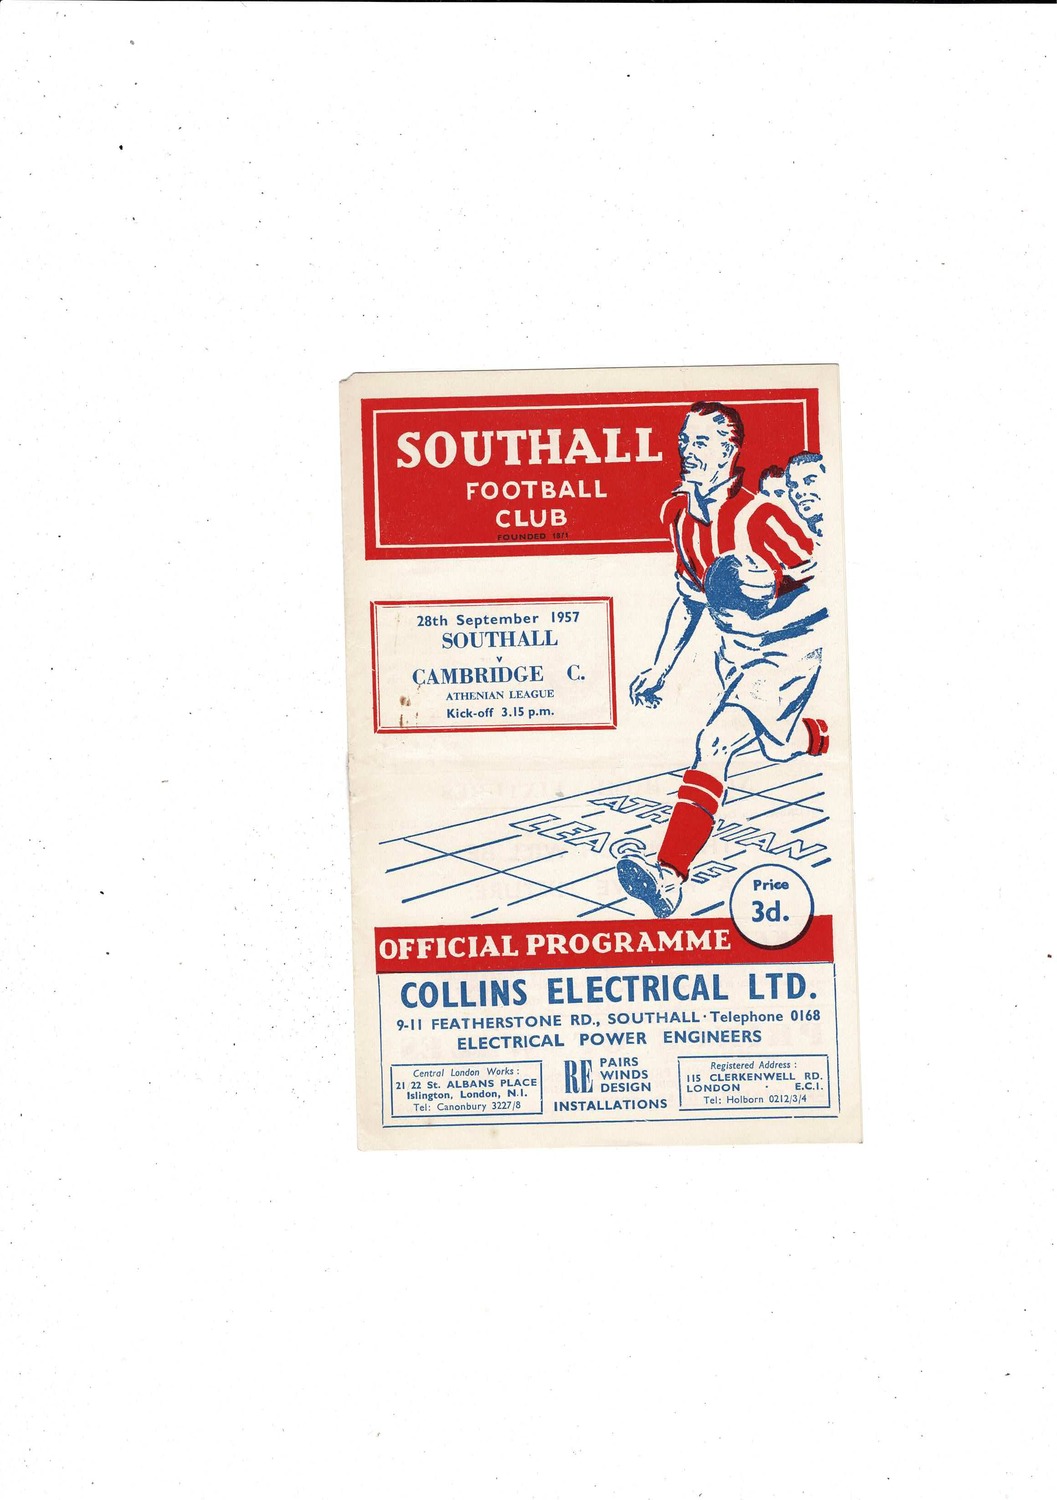 SOUTHALL
FOOTBALL
CLUB
FOUNDED 1871
28th September 1957
SOUTHALL
v
CAMBRIDGE C.
ATHENIAN LEAGUE
Kick-off 3.15 p.m.
ATHENIAN
LEAGUE
Price
3d.
OFFICIAL PROGRAMME
COLLINS ELECTRICAL LTD.
9-11 FEATHERSTONE RD., SOUTHALL · Telephone 0168
ELECTRICAL POWER ENGINEERS
Central London Works :
21/22 St. ALBANS PLACE
Islington, London, N.1.
Tel: Canonbury 3227/8
RE PAIRS
WINDS
DESIGN
INSTALLATIONS
Registered Address :
115 CLERKENWELL RD.
LONDON · E.C.1.
Tel: Holborn 0212/3/4